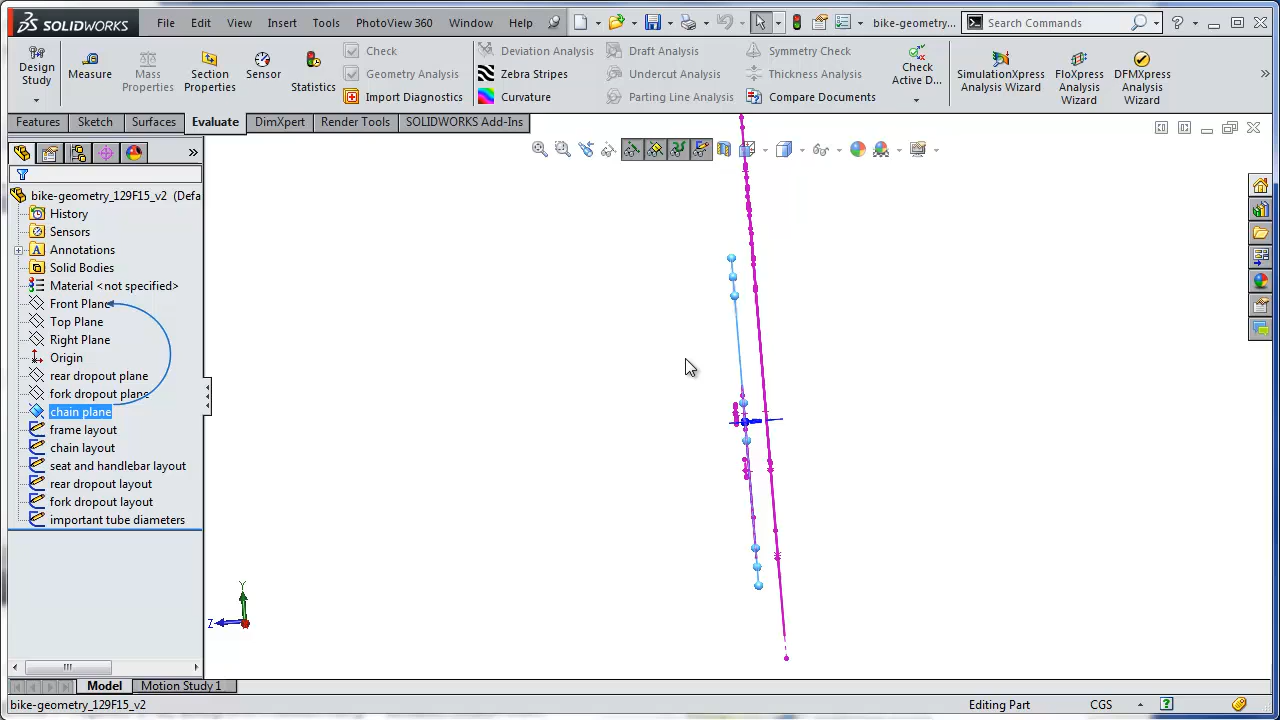 SOLIDWORKS File Edit View Insert Tools PhotoView 360 Window Help bike-geometry... Search Commands ?
Design Study
Measure
Mass Properties
Section Properties
Sensor
Statistics
Check
Geometry Analysis
Import Diagnostics
Deviation Analysis
Zebra Stripes
Curvature
Draft Analysis
Undercut Analysis
Parting Line Analysis
Symmetry Check
Thickness Analysis
Compare Documents
Check Active D...
SimulationXpress Analysis Wizard
FloXpress Analysis Wizard
DFMXpress Analysis Wizard
Features Sketch Surfaces Evaluate DimXpert Render Tools SOLIDWORKS Add-Ins
bike-geometry_129F15_v2 (Defa
History
Sensors
Annotations
Solid Bodies
Material <not specified>
Front Plane
Top Plane
Right Plane
Origin
rear dropout plane
fork dropout plane
chain plane
frame layout
chain layout
seat and handlebar layout
rear dropout layout
fork dropout layout
important tube diameters
Y
Z
Model Motion Study 1
bike-geometry_129F15_v2 Editing Part CGS ?